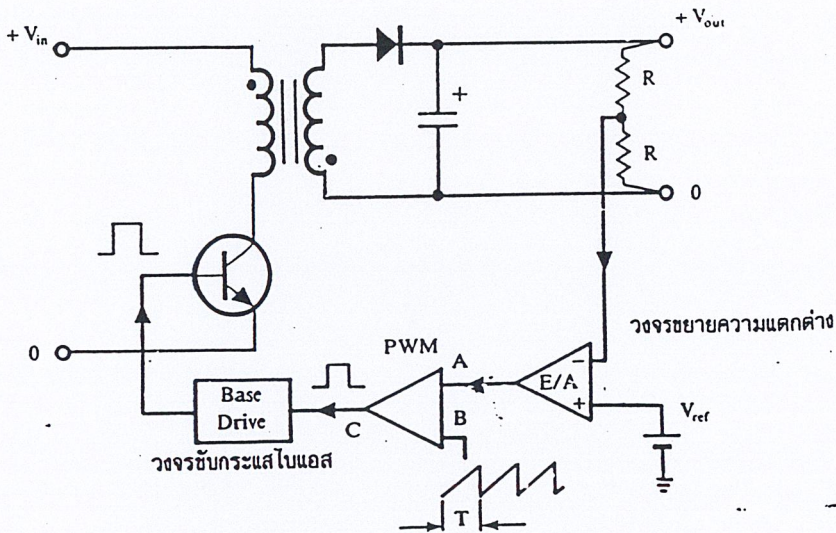 + Vin
+ Vout
R
R
0
0
วงจรขยายความแตกต่าง
PWM
A
E/A
−
+
B
C
Vref
Base
Drive
วงจรขับกระแสไบแอส
T
+